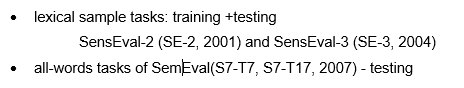 • lexical sample tasks: training +testing
SensEval-2 (SE-2, 2001) and SensEval-3 (SE-3, 2004)
• all-words tasks of SemEval(S7-T7, S7-T17, 2007) - testing